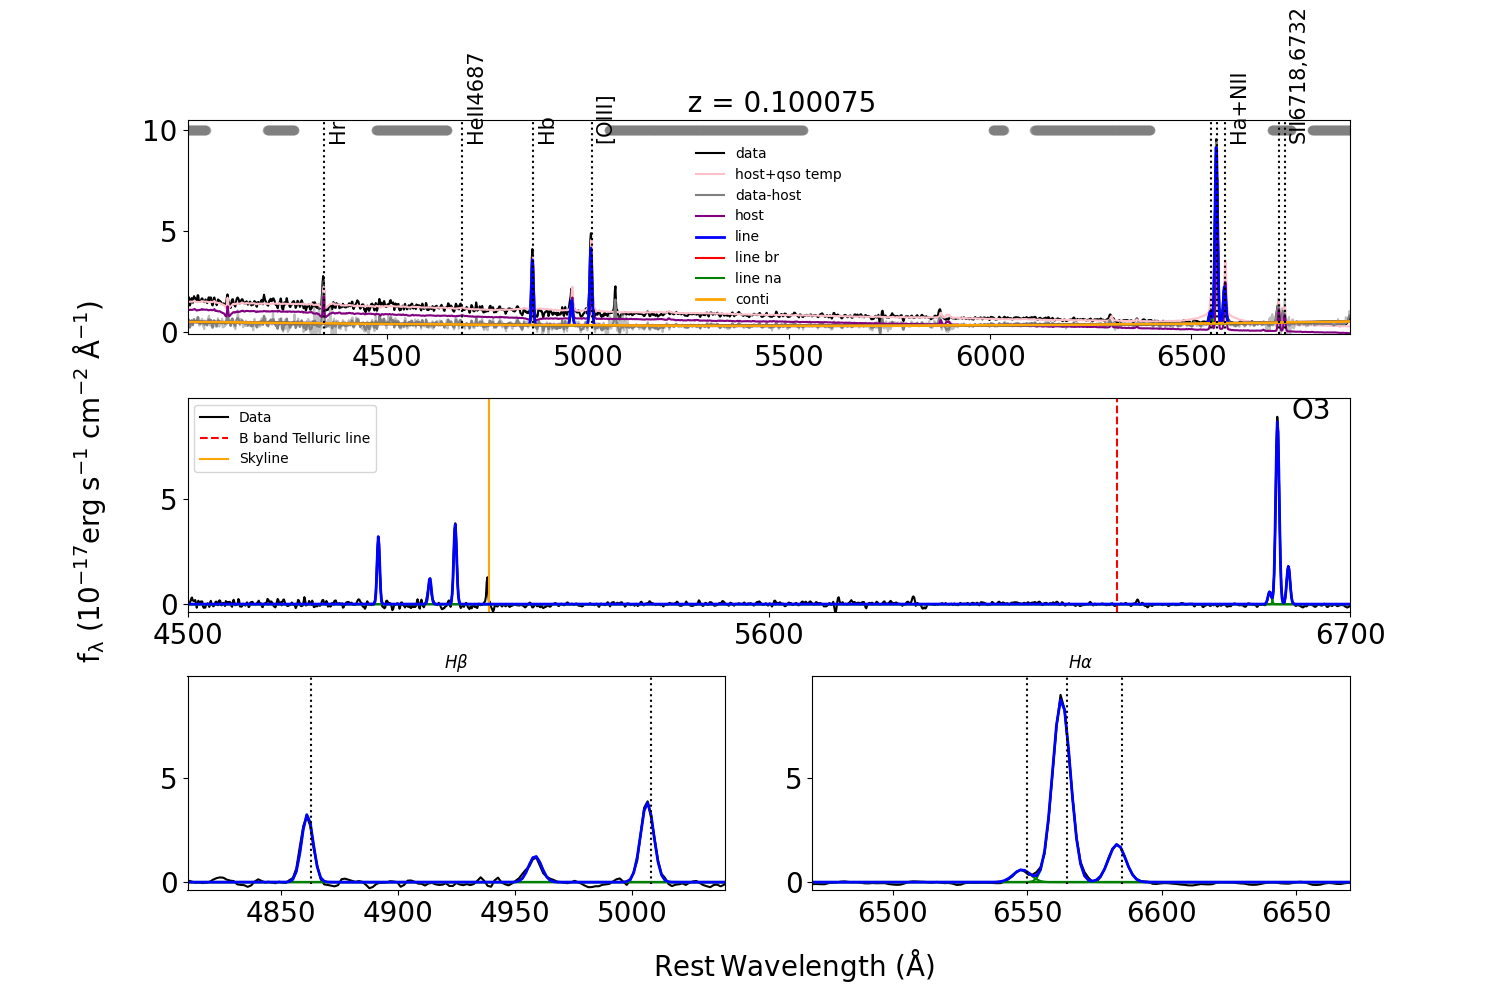 z = 0.100075
Hr
HeII4687
Hb
[OIII]
Ha+NII
SII6718,6732
10
5
0
data
host+qso temp
data-host
host
line
line br
line na
conti
4500 5000 5500 6000 6500
Data
B band Telluric line
Skyline
O3
5
0
4500 5600 6700
fλ (10−17erg s−1 cm−2 Å−1)
Hβ
5
0
4850 4900 4950 5000
Hα
5
0
6500 6550 6600 6650
Rest Wavelength (Å)